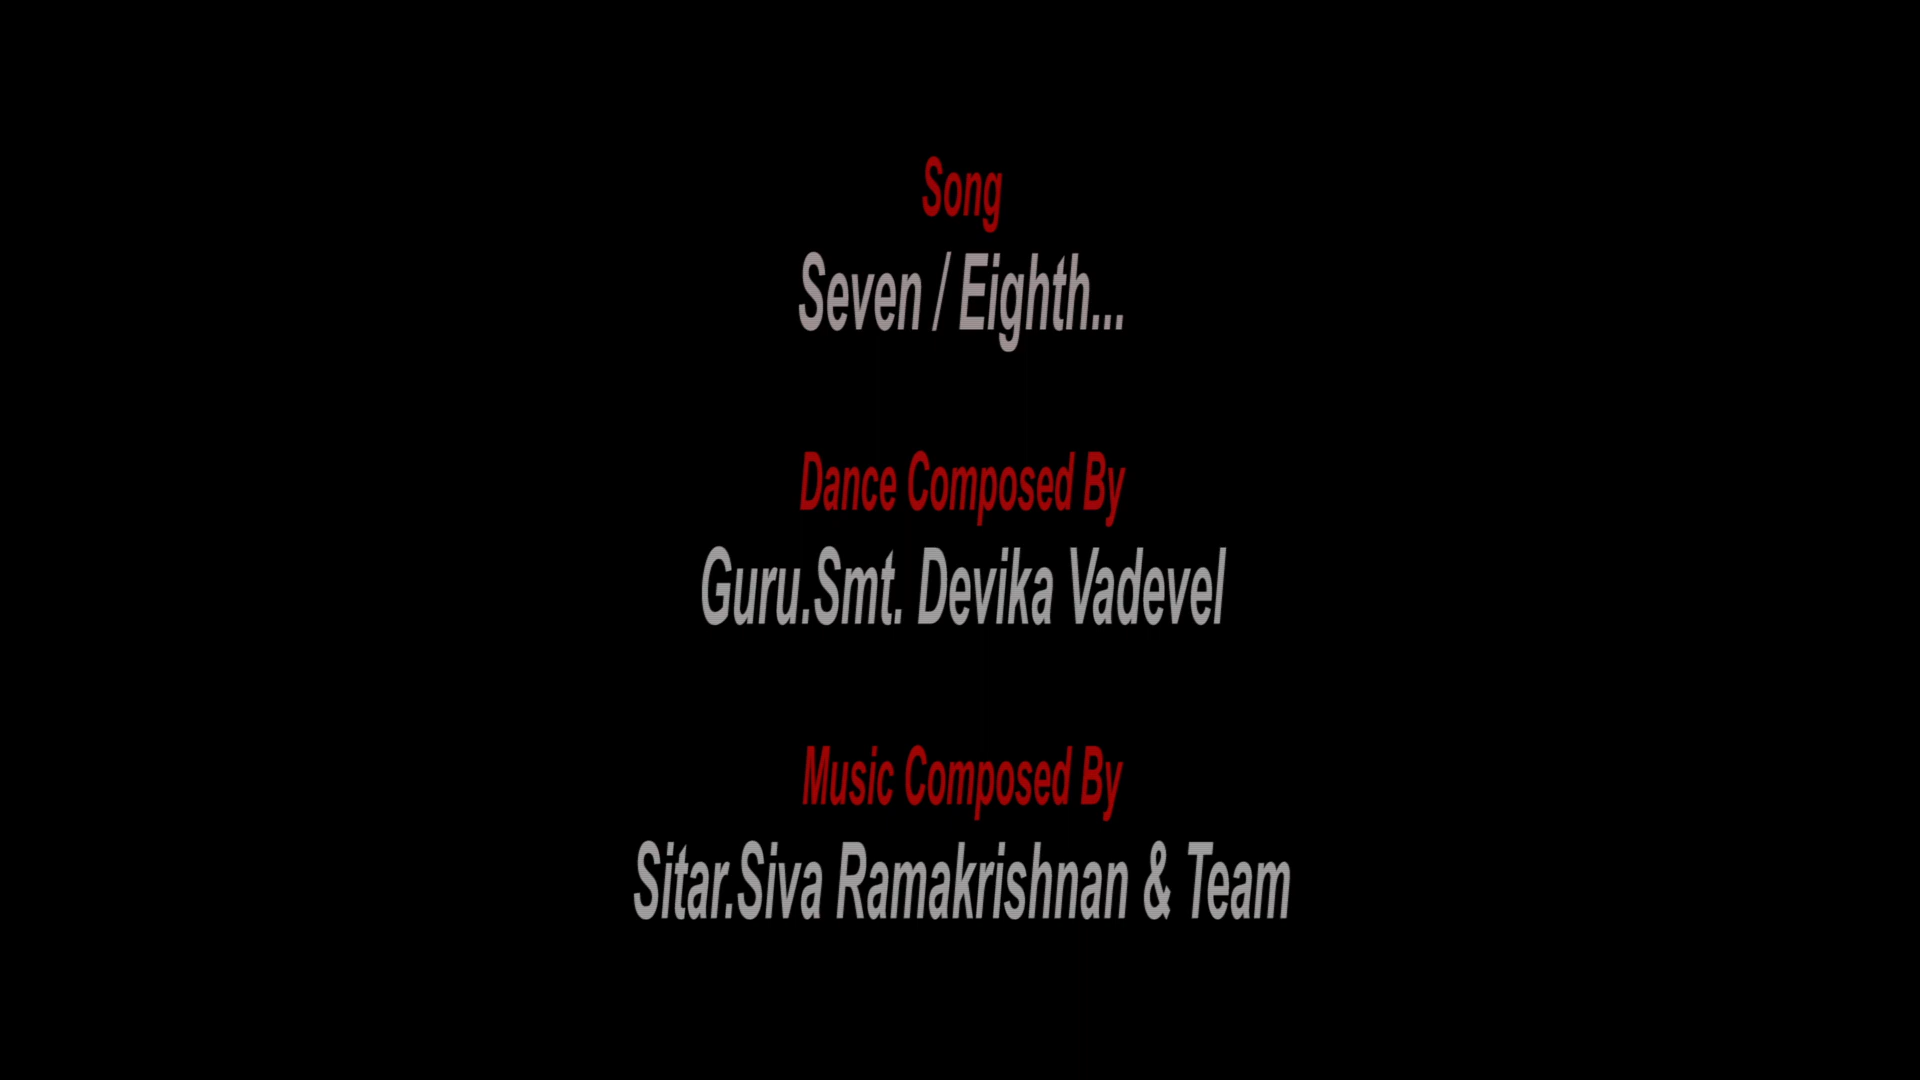 Song
Seven / Eighth...
Dance Composed By
Guru.Smt. Devika Vadevel
Music Composed By
Sitar.Siva Ramakrishnan & Team